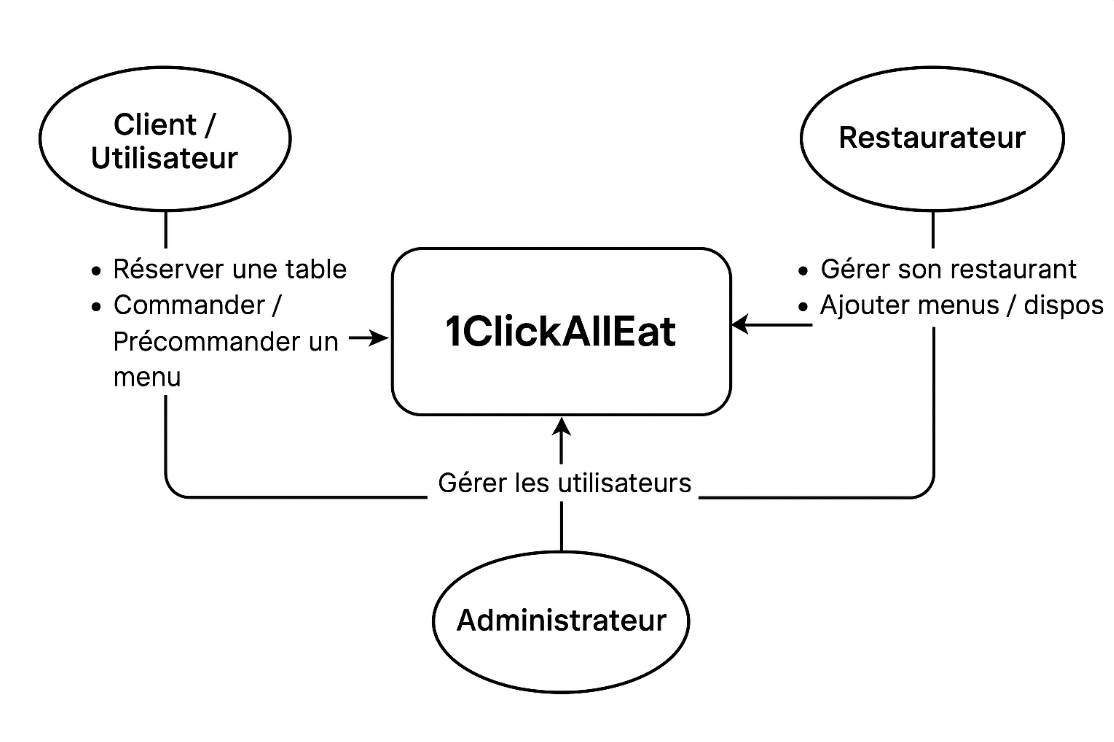 Client /
Utilisateur
• Réserver une table
• Commander /
Précommander un
menu
1ClickAllEat
Restaurateur
• Gérer son restaurant
• Ajouter menus / dispos
Gérer les utilisateurs
Administrateur